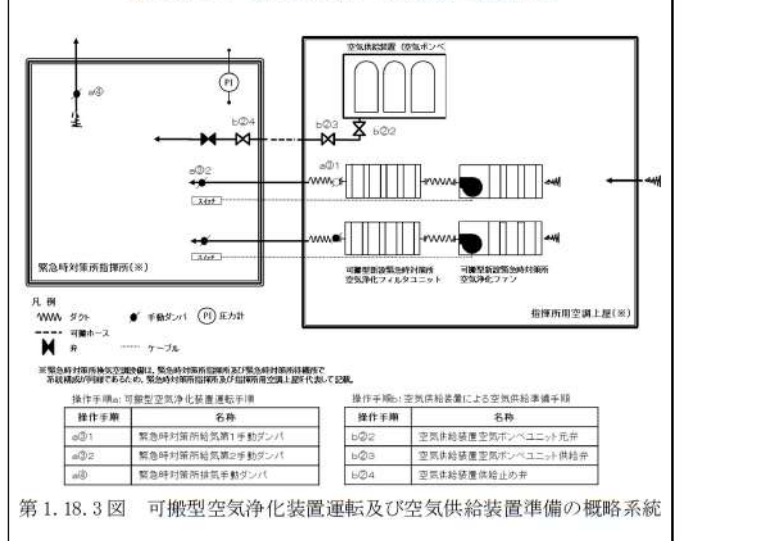 空気供給装置(空気ボンベ
a④
PI
b②4
b②3
b②2
a③2
a③1
スイッチ
スイッチ
緊急時対策所指揮所(※)
可搬型新設緊急時対策所
空気浄化フィルタユニット
可搬型新設緊急時対策所
空気浄化ファン
指揮所用空調上屋(※)
凡 例
ダクト
手動ダンパ
PI 圧力計
可搬ホース
弁
ケーブル
※緊急時対策所換気空調設備は、緊急時対策所指揮所及び緊急時対策所待機所で
系統構成が同様であるため、緊急時対策所指揮所及び指揮所用空調上屋を代表して記載。
操作手順a: 可搬型空気浄化装置運転手順
操作手順 名称
a③1 緊急時対策所給気第1手動ダンパ
a③2 緊急時対策所給気第2手動ダンパ
a④ 緊急時対策所排気手動ダンパ
操作手順b: 空気供給装置による空気供給準備手順
操作手順 名称
b②2 空気供給装置空気ボンベユニット元弁
b②3 空気供給装置空気ボンベユニット供給弁
b②4 空気供給装置供給止め弁
第 1.18.3 図 可搬型空気浄化装置運転及び空気供給装置準備の概略系統